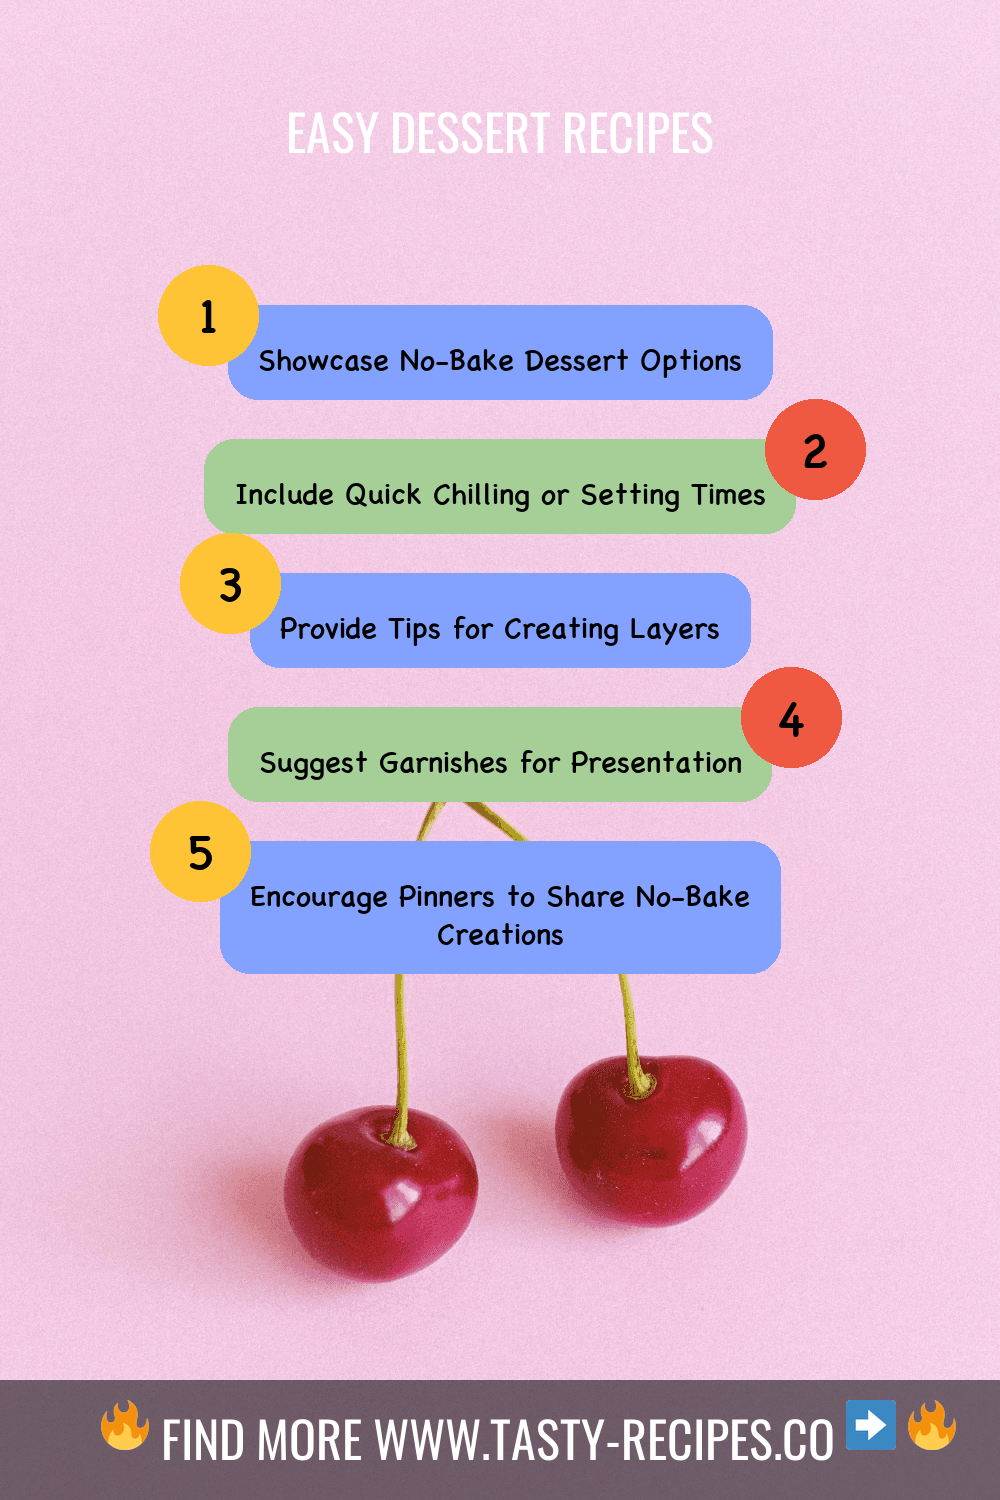 EASY DESSERT RECIPES
1
Showcase No-Bake Dessert Options
2
Include Quick Chilling or Setting Times
3
Provide Tips for Creating Layers
4
Suggest Garnishes for Presentation
5
Encourage Pinners to Share No-Bake
Creations
FIND MORE WWW.TASTY-RECIPES.CO